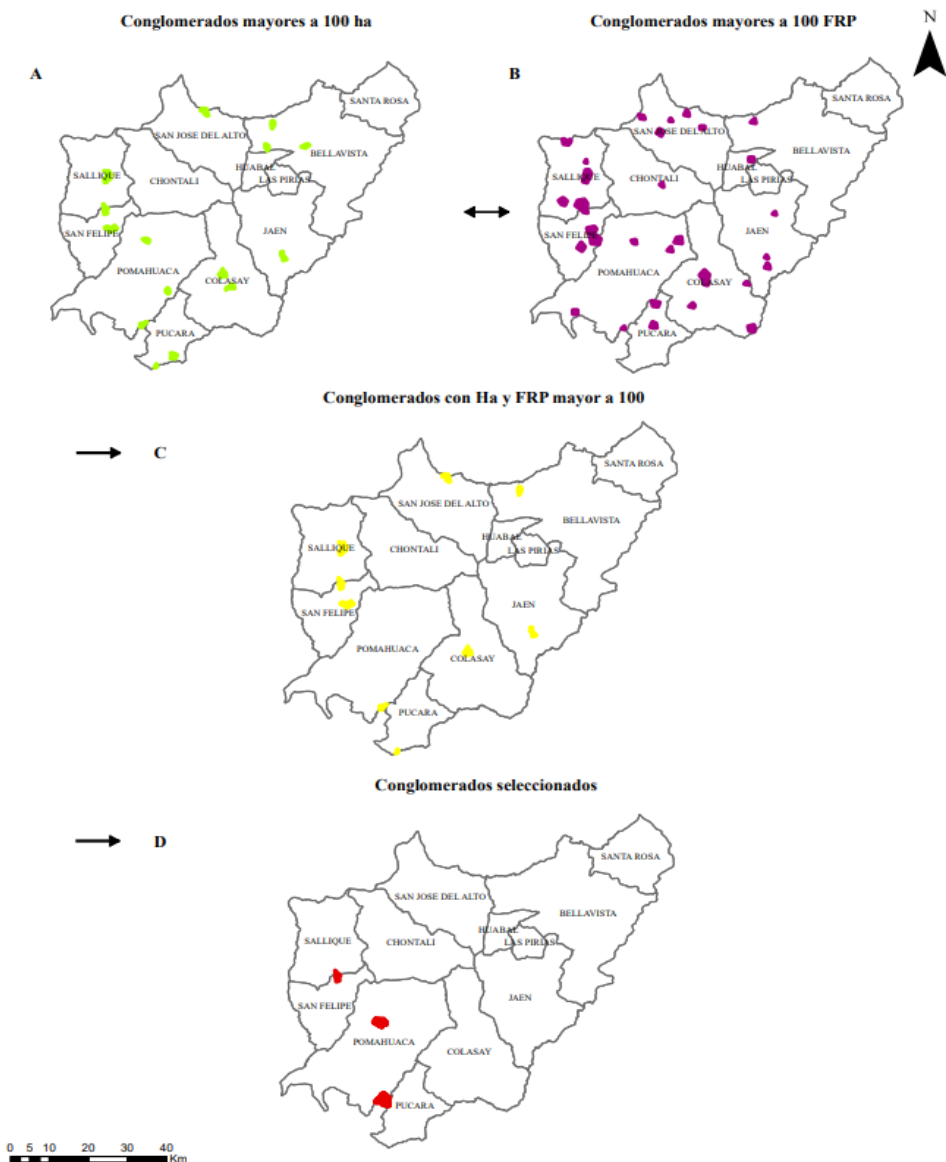 Conglomerados mayores a 100 ha
Conglomerados mayores a 100 FRP
N
A
B
SANTA ROSA
SAN JOSE DEL ALTO
BELLAVISTA
HUABAL
SALLIQUE
CHONTALI
LAS PIRIAS
SAN FELIPE
JAEN
POMAHUACA
COLASAY
PUCARA
SANTA ROSA
SAN JOSE DEL ALTO
BELLAVISTA
HUABAL
SALLIQUE
CHONTALI
LAS PIRIAS
SAN FELIPE
JAEN
POMAHUACA
COLASAY
PUCARA
Conglomerados con Ha y FRP mayor a 100
C
SANTA ROSA
SAN JOSE DEL ALTO
BELLAVISTA
HUABAL
SALLIQUE
CHONTALI
LAS PIRIAS
SAN FELIPE
JAEN
POMAHUACA
COLASAY
PUCARA
Conglomerados seleccionados
D
SANTA ROSA
SAN JOSE DEL ALTO
BELLAVISTA
HUABAL
SALLIQUE
CHONTALI
LAS PIRIAS
SAN FELIPE
JAEN
POMAHUACA
COLASAY
PUCARA
0 5 10 20 30 40
Km